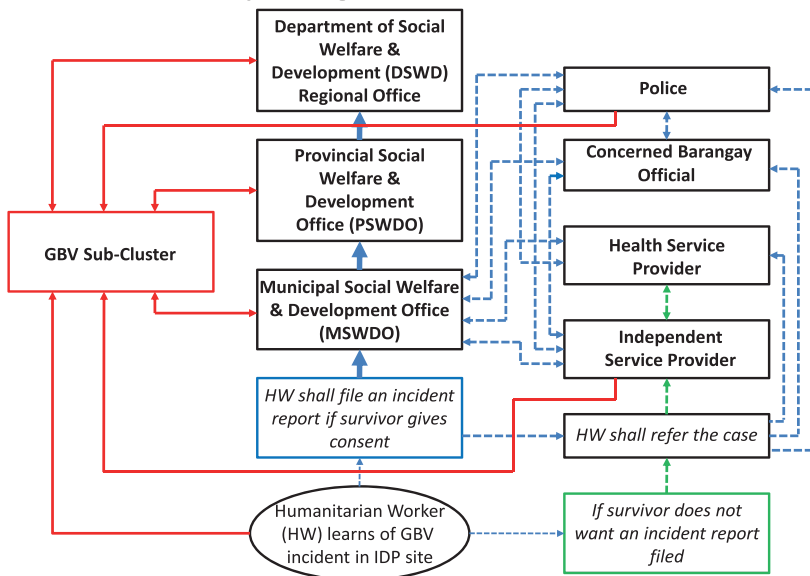 Department of Social
Welfare &
Development (DSWD)
Regional Office
Police
Provincial Social
Welfare &
Development
Office (PSWDO)
Concerned Barangay
Official
GBV Sub-Cluster
Health Service
Provider
Municipal Social Welfare
& Development Office
(MSWDO)
Independent
Service Provider
HW shall file an incident
report if survivor gives
consent
HW shall refer the case
Humanitarian Worker
(HW) learns of GBV
incident in IDP site
If survivor does not
want an incident report
filed